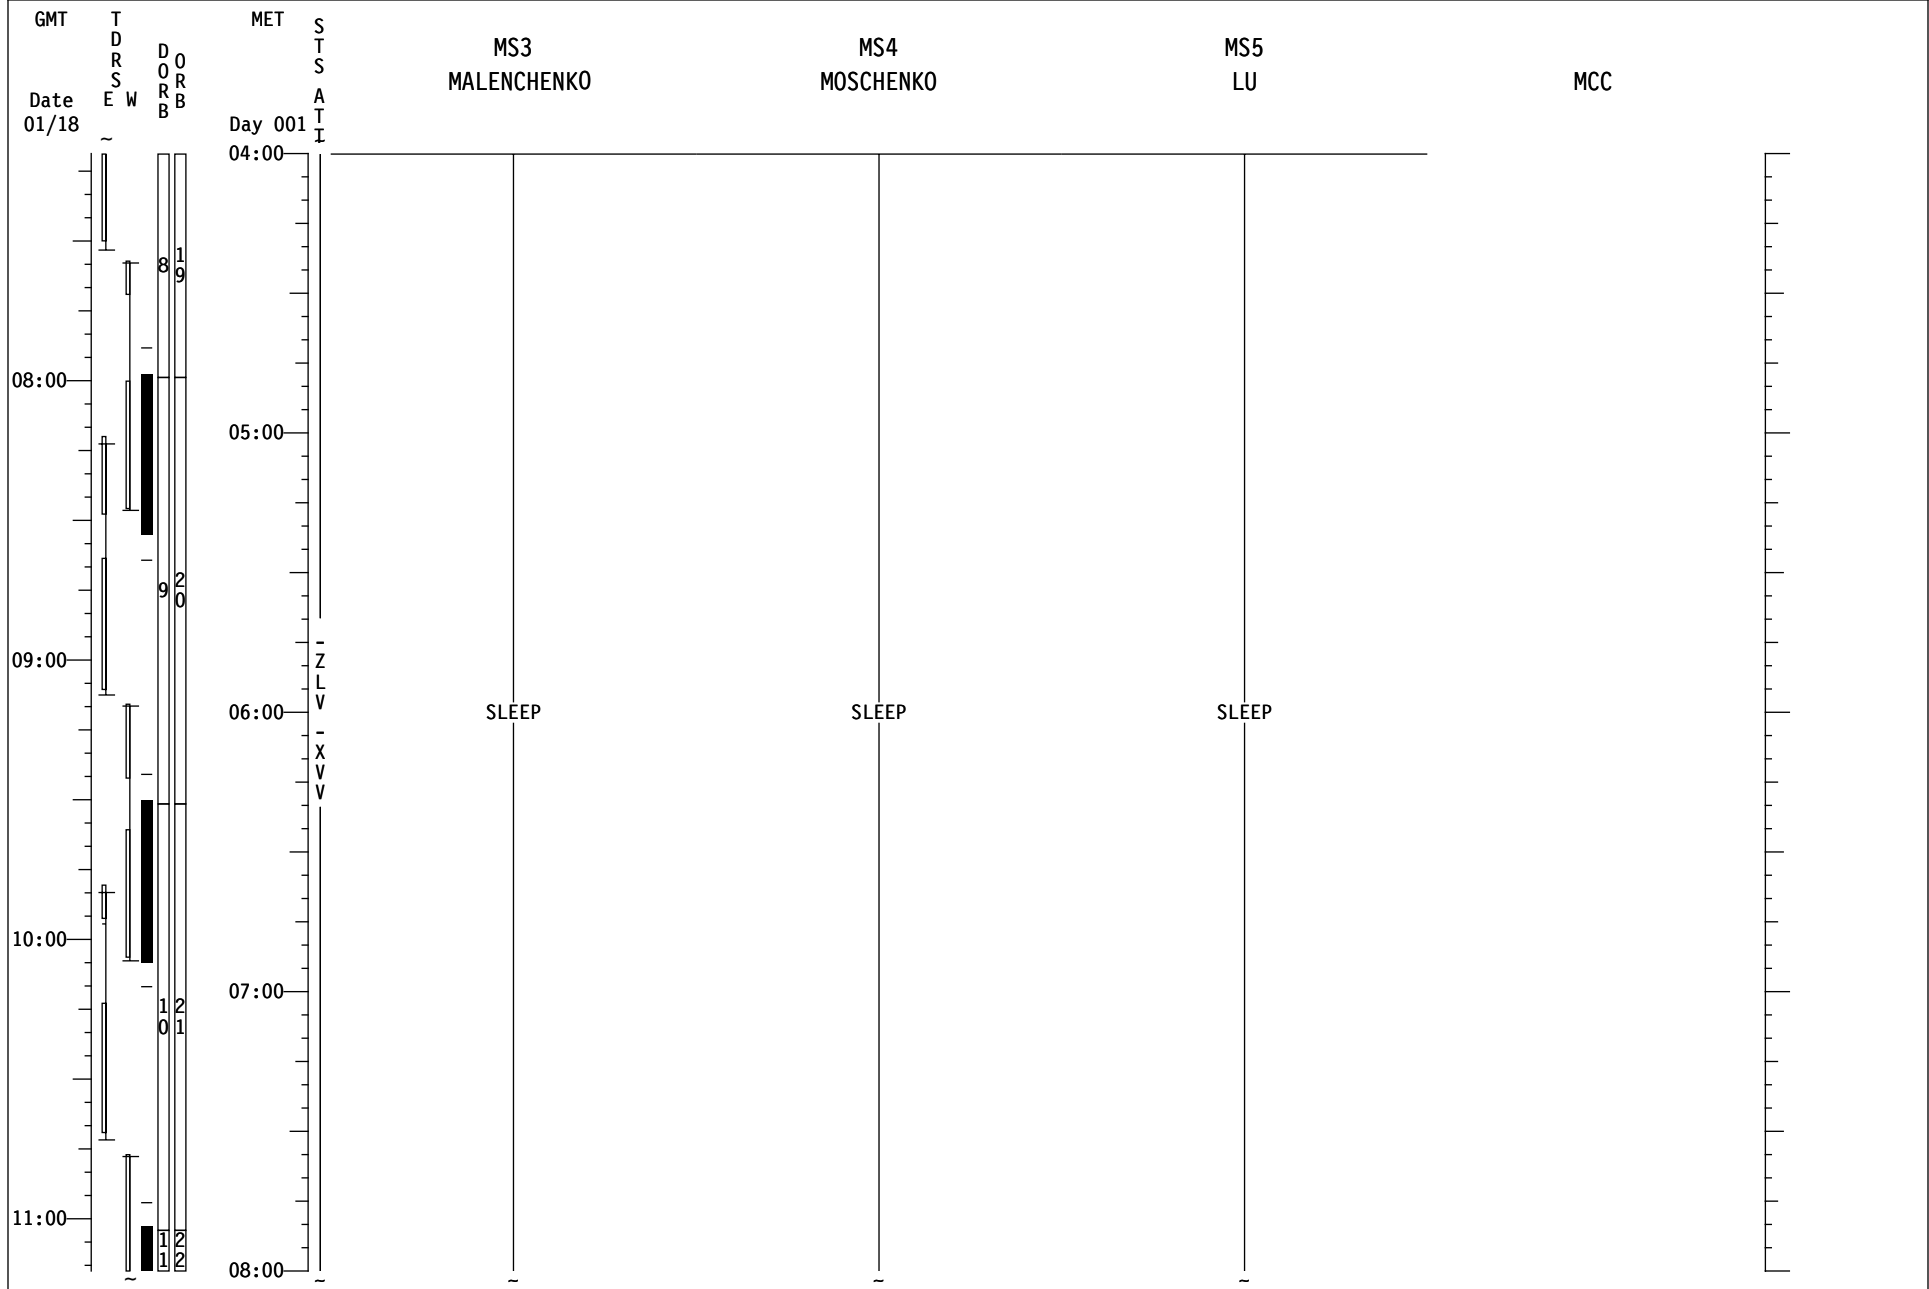 GMT
TDRS
MET
STS ATT
DORB
ORB
MS3
MS4
MS5
MALENCHENKO
MOSCHENKO
LU
MCC
Date
E W
01/18
Day 001
~
~
04:00
8
19
08:00
05:00
9
20
-ZLV -XVV
09:00
06:00
SLEEP
SLEEP
SLEEP
10:00
07:00
10
21
11:00
11
22
08:00
~
~
~
~
~